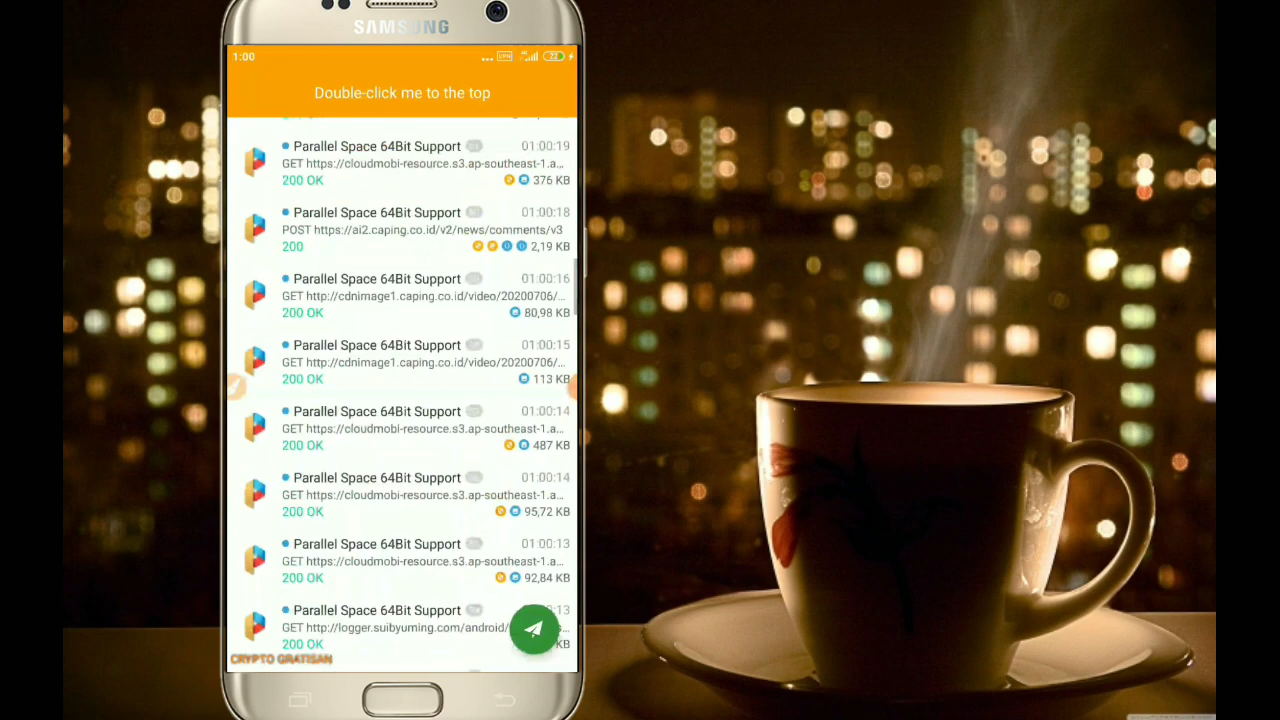 SAMSUNG
1:00
VPN
4G
22
Double-click me to the top
Parallel Space 64Bit Support
01:00:19
GET https://cloudmobi-resource.s3.ap-southeast-1.a...
200 OK
376 KB
Parallel Space 64Bit Support
01:00:18
POST https://ai2.caping.co.id/v2/news/comments/v3
200
2,19 KB
Parallel Space 64Bit Support
01:00:16
GET http://cdnimage1.caping.co.id/video/20200706/...
200 OK
80,98 KB
Parallel Space 64Bit Support
01:00:15
GET http://cdnimage1.caping.co.id/video/20200706/...
200 OK
113 KB
Parallel Space 64Bit Support
01:00:14
GET https://cloudmobi-resource.s3.ap-southeast-1.a...
200 OK
487 KB
Parallel Space 64Bit Support
01:00:14
GET https://cloudmobi-resource.s3.ap-southeast-1.a...
200 OK
95,72 KB
Parallel Space 64Bit Support
01:00:13
GET https://cloudmobi-resource.s3.ap-southeast-1.a...
200 OK
92,84 KB
Parallel Space 64Bit Support
:13
GET http://logger.suibyuming.com/android/
200 OK
KB
CRYPTO GRATISAN